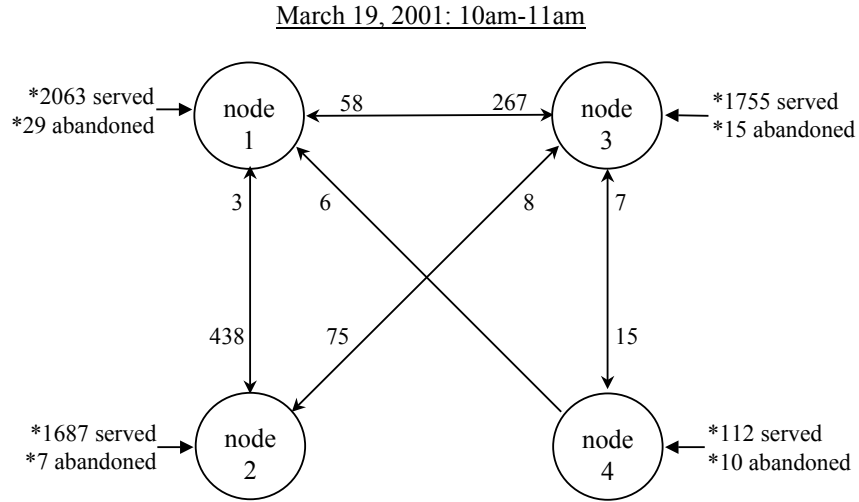 March 19, 2001: 10am-11am
*2063 served
*29 abandoned
node
1
58
267
node
3
*1755 served
*15 abandoned
3
6
8
7
438
75
15
*1687 served
*7 abandoned
node
2
node
4
*112 served
*10 abandoned